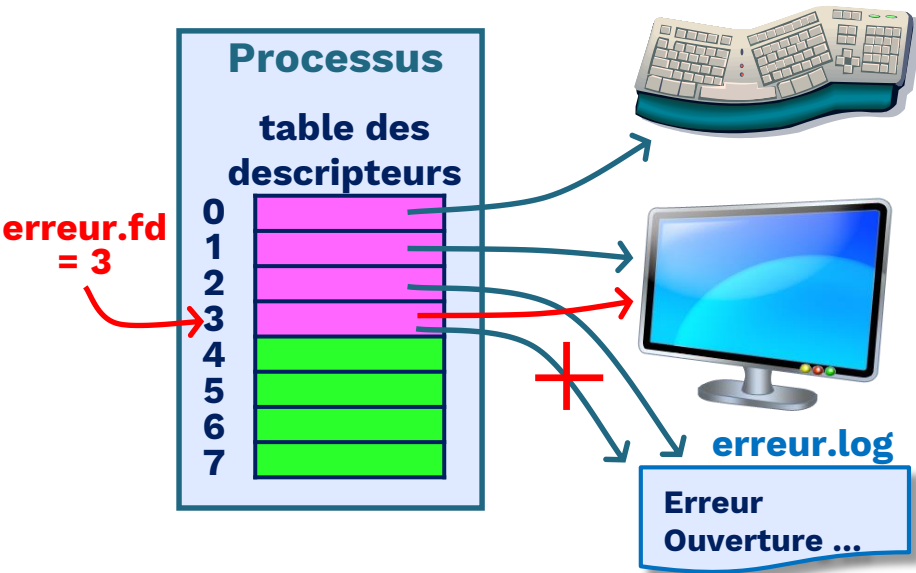 Processus
table des
descripteurs
erreur.fd
= 3
0
1
2
3
4
5
6
7
erreur.log
Erreur
Ouverture ...